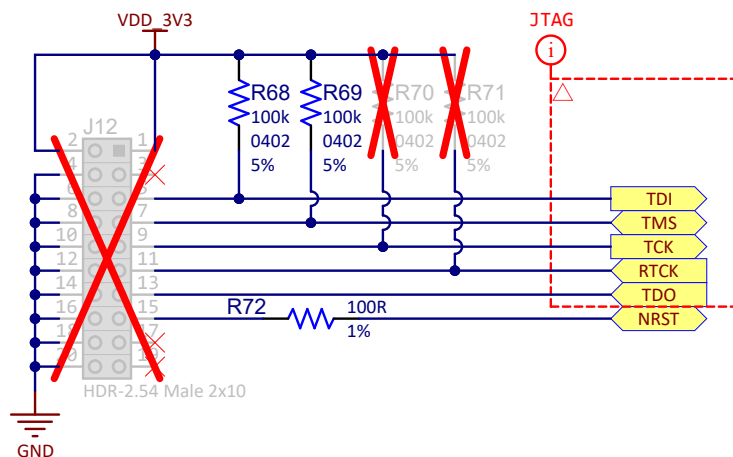 JTAG
VDD_3V3
i
R68
100k
0402
5%
R69
100k
0402
5%
R70
100k
0402
5%
R71
100k
0402
5%
J12
2 1
4 3
6 5
8 7
10 9
12 11
14 13
16 15
18 17
20 19
HDR-2.54 Male 2x10
TDI
TMS
TCK
RTCK
TDO
NRST
R72
100R
1%
GND